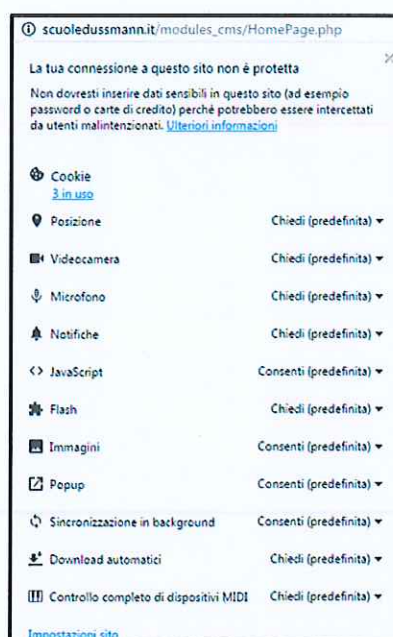 scuoledussmann.it/modules_cms/HomePage.php
La tua connessione a questo sito non è protetta
Non dovresti inserire dati sensibili in questo sito (ad esempio
password o carte di credito) perché potrebbero essere intercettati
da utenti malintenzionati. Ulteriori informazioni
Cookie
3 in uso
Posizione Chiedi (predefinita)
Videocamera Chiedi (predefinita)
Microfono Chiedi (predefinita)
Notifiche Chiedi (predefinita)
JavaScript Consenti (predefinita)
Flash Chiedi (predefinita)
Immagini Consenti (predefinita)
Popup Consenti (predefinita)
Sincronizzazione in background Consenti (predefinita)
Download automatici Chiedi (predefinita)
Controllo completo di dispositivi MIDI Chiedi (predefinita)
Impostazioni sito